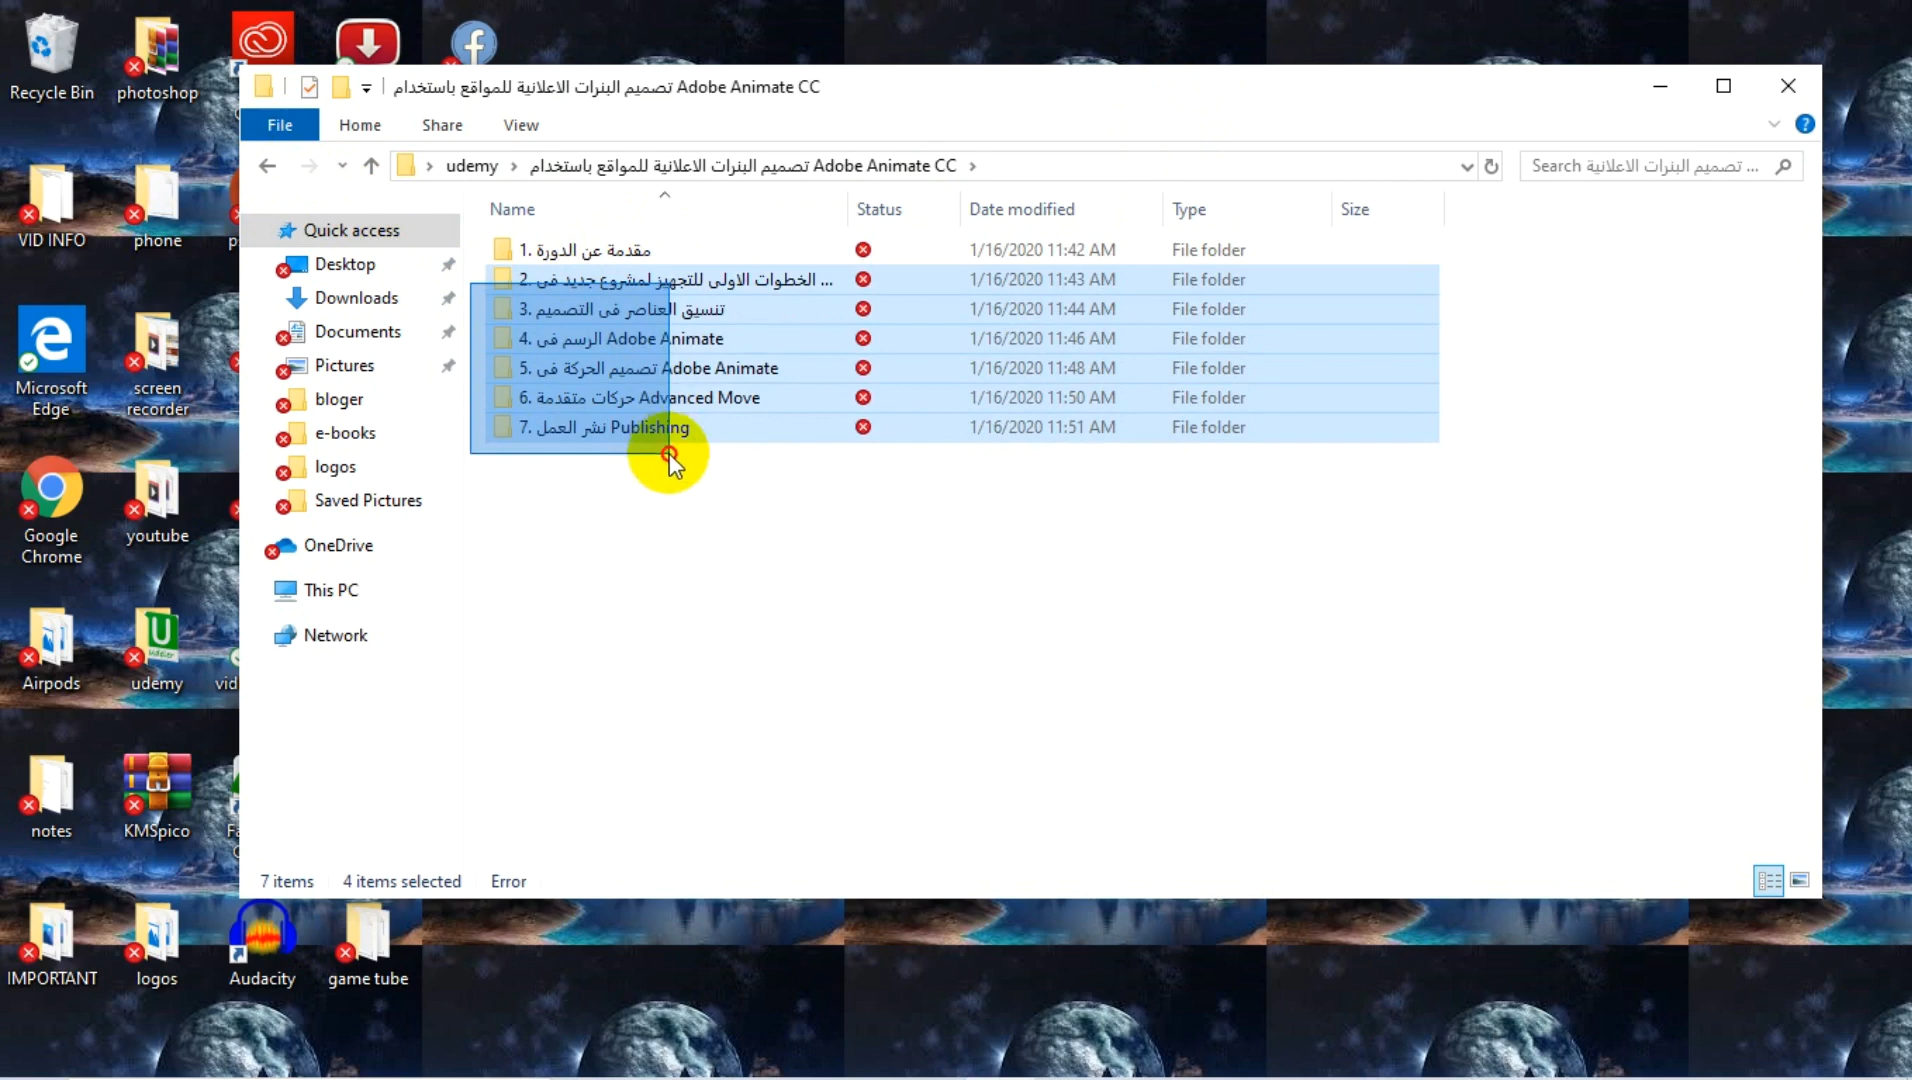 Recycle Bin
photoshop
VID INFO
phone
Microsoft Edge
screen recorder
Google Chrome
youtube
Airpods
udemy
vid
notes
KMSpico
IMPORTANT
logos
Audacity
game tube
تصميم البنرات الاعلانية للمواقع باستخدام Adobe Animate CC
File Home Share View
udemy › تصميم البنرات الاعلانية للمواقع باستخدام Adobe Animate CC ›
Search تصميم البنرات الاعلانية ...
Name Status Date modified Type Size
1. مقدمة عن الدورة 1/16/2020 11:42 AM File folder
2. الخطوات الاولى للتجهيز لمشروع جديد فى ... 1/16/2020 11:43 AM File folder
3. تنسيق العناصر فى التصميم 1/16/2020 11:44 AM File folder
4. الرسم فى Adobe Animate 1/16/2020 11:46 AM File folder
5. تصميم الحركة فى Adobe Animate 1/16/2020 11:48 AM File folder
6. حركات متقدمة Advanced Move 1/16/2020 11:50 AM File folder
7. نشر العمل Publishing 1/16/2020 11:51 AM File folder
Quick access
Desktop
Downloads
Documents
Pictures
bloger
e-books
logos
Saved Pictures
OneDrive
This PC
Network
7 items 4 items selected Error